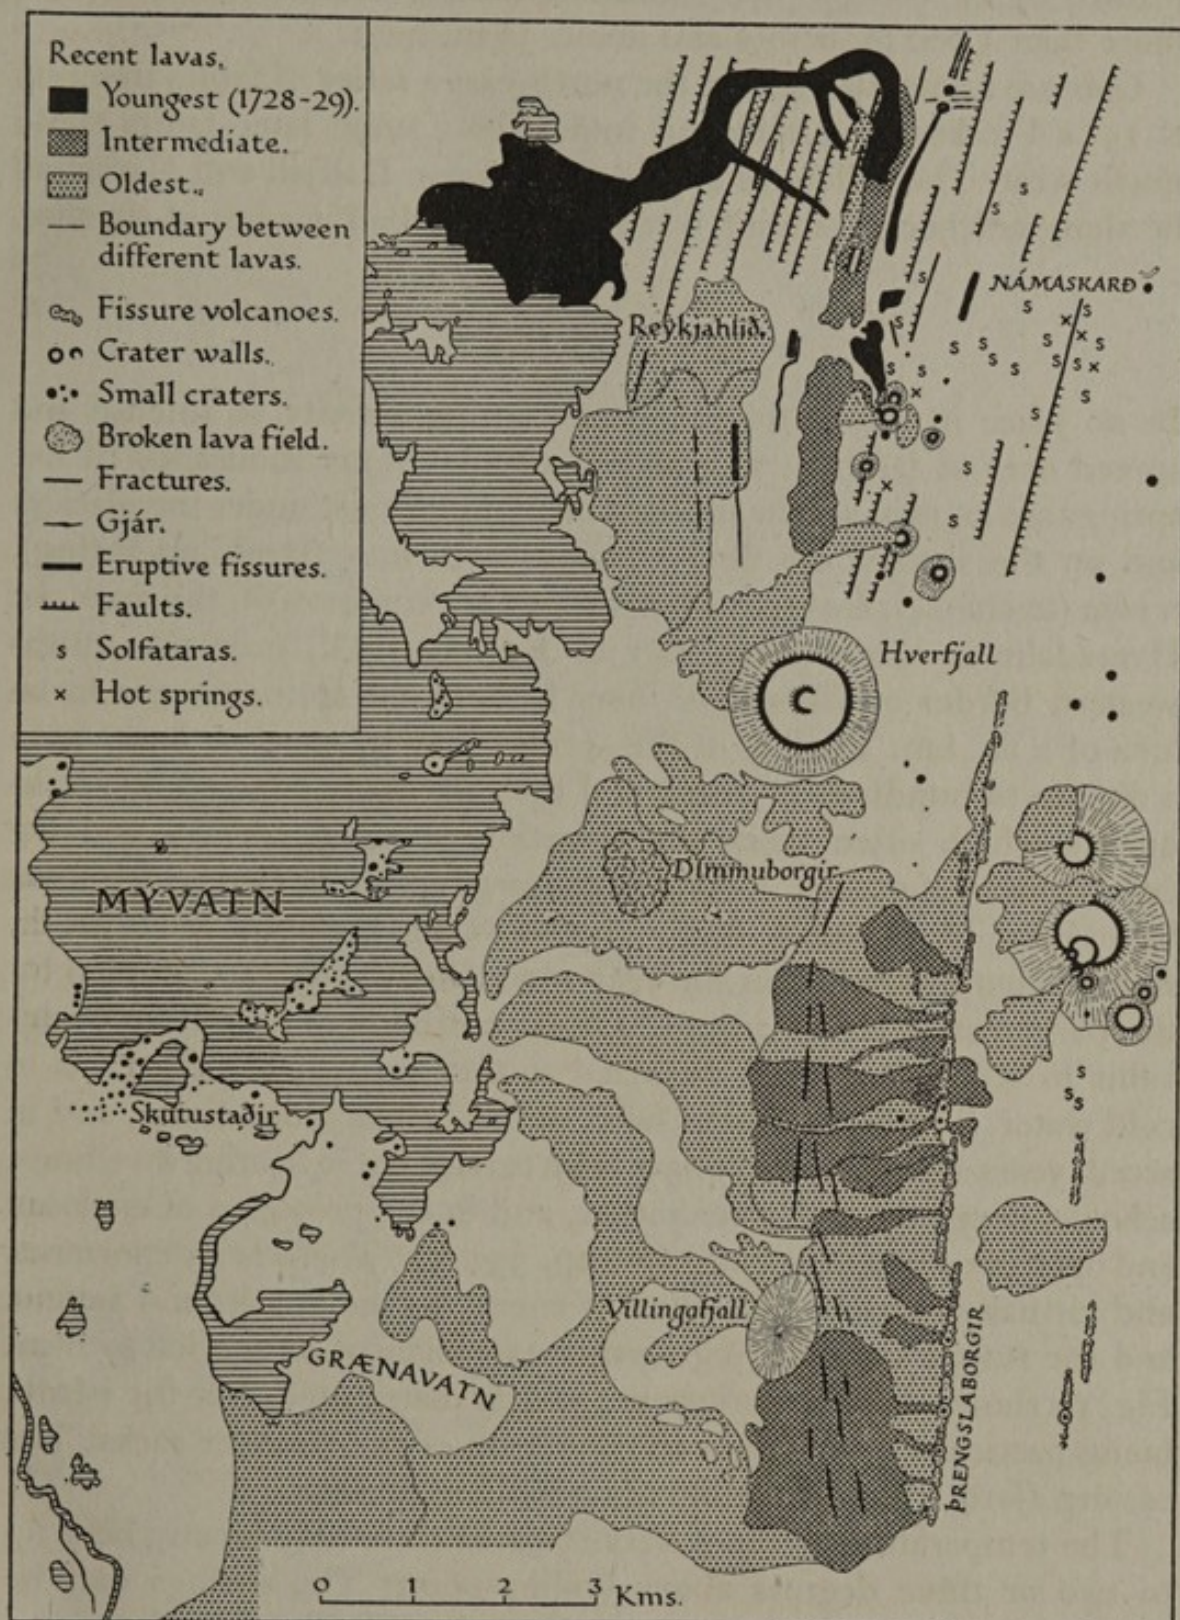 Recent lavas.
Youngest (1728-29).
Intermediate.
Oldest.
Boundary between
different lavas.
Fissure volcanoes.
Crater walls.
Small craters.
Broken lava field.
Fractures.
Gjár.
Eruptive fissures.
Faults.
s Solfataras.
x Hot springs.
NÁMASKARÐ
Reykjahlíð.
Hverfjall
Dimmuborgir
MÝVATN
Skutustaðir
Villingafjall
GRÆNAVATN
ÞRENGSLABORGIR
0 1 2 3 Kms.